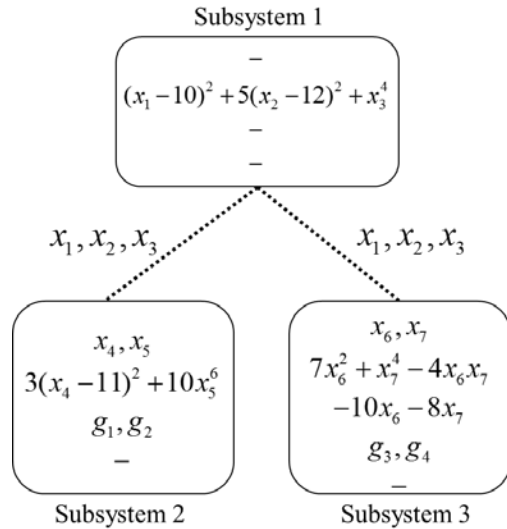 Subsystem 1
–
(x₁ –10)² + 5(x₂ –12)² + x₃⁴
–
–
x₁, x₂, x₃
x₁, x₂, x₃
x₄, x₅
3(x₄ –11)² +10x₅⁶
g₁, g₂
–
Subsystem 2
x₆, x₇
7x₆² + x₇⁴ – 4x₆x₇
–10x₆ – 8x₇
g₃, g₄
–
Subsystem 3